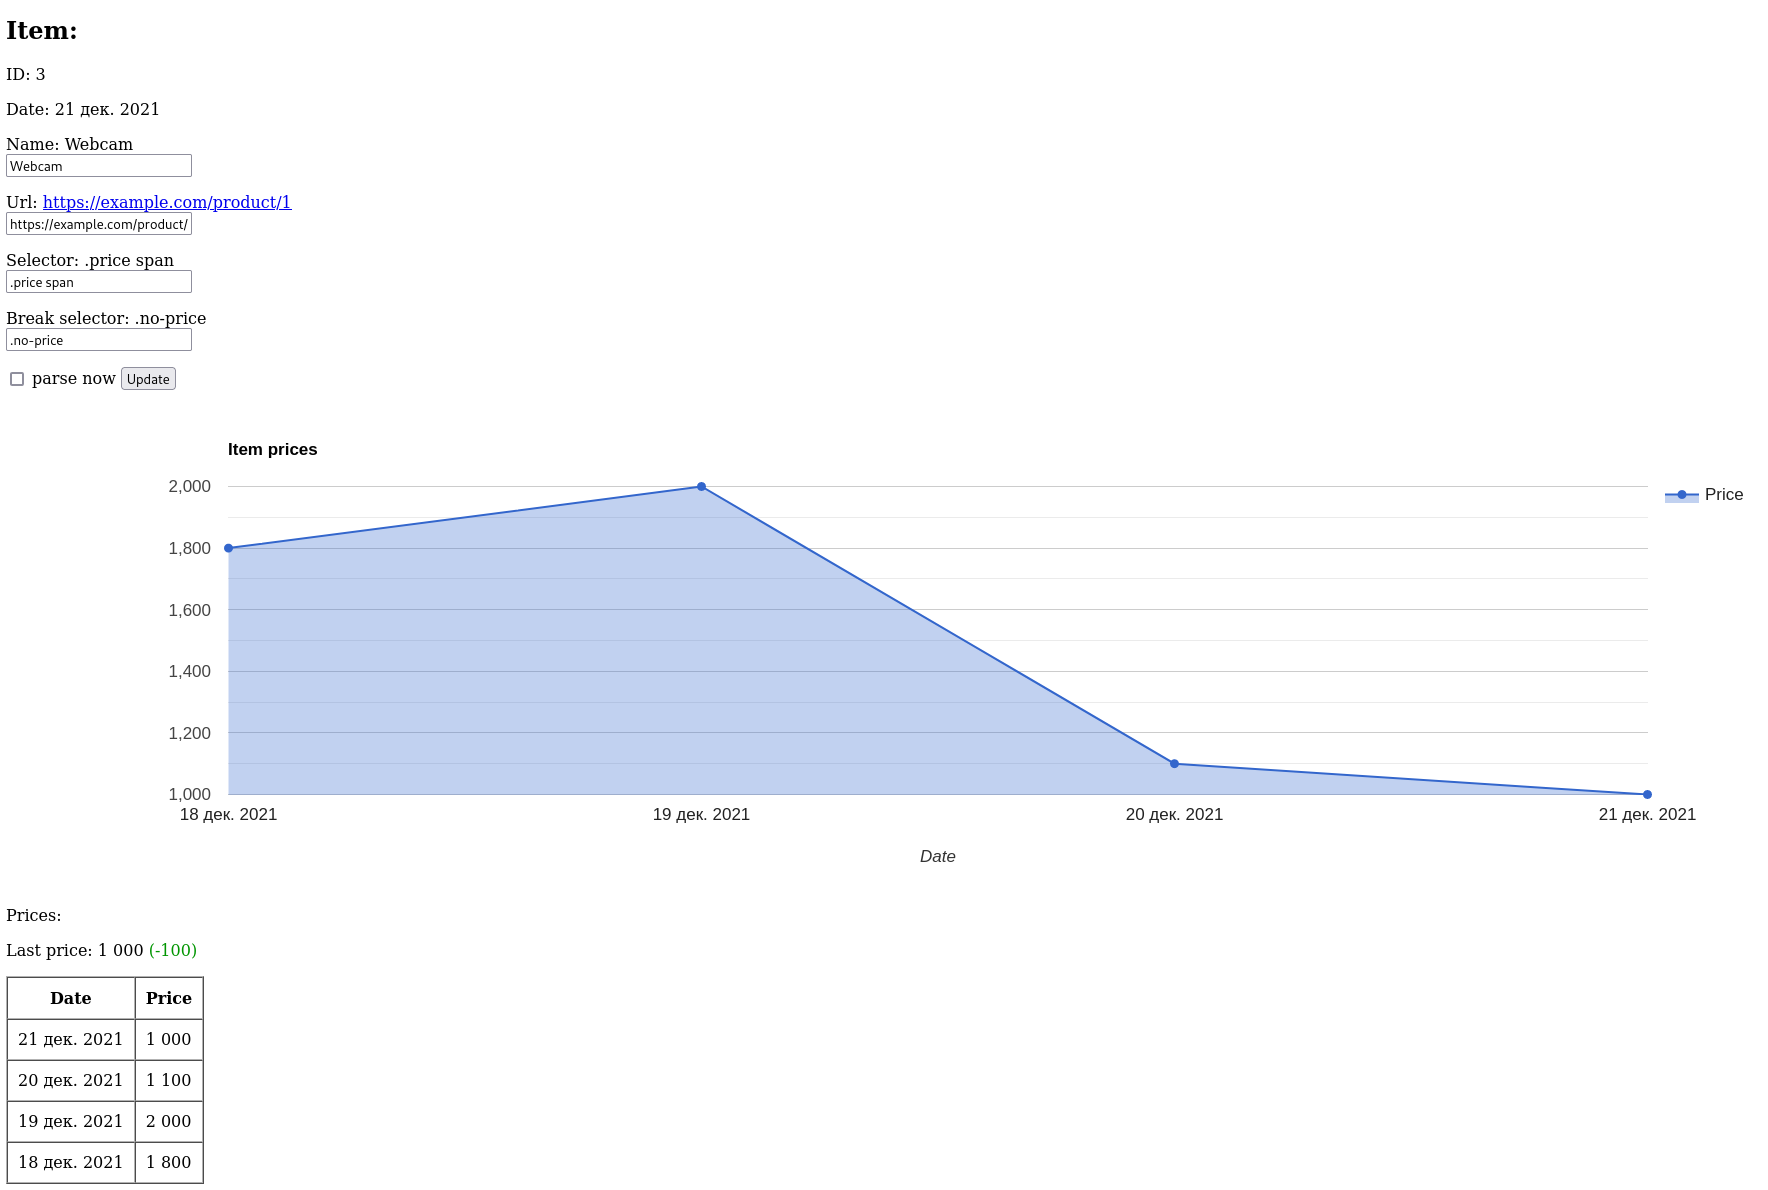 Item:
ID: 3
Date: 21 дек. 2021
Name: Webcam
Webcam
Url: https://example.com/product/1
https://example.com/product/
Selector: .price span
.price span
Break selector: .no-price
.no-price
parse now Update
Item prices
2,000
1,800
1,600
1,400
1,200
1,000
Price
18 дек. 2021 19 дек. 2021 20 дек. 2021 21 дек. 2021
Date
Prices:
Last price: 1 000 (-100)
Date Price
21 дек. 2021 1 000
20 дек. 2021 1 100
19 дек. 2021 2 000
18 дек. 2021 1 800